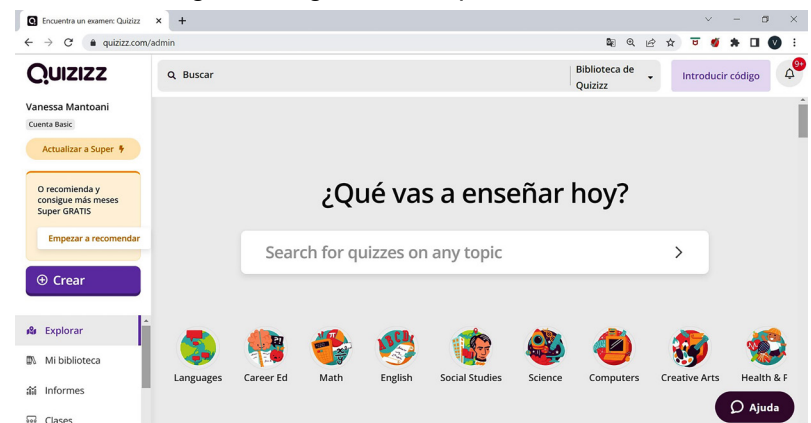 Encuentra un examen: Quizizz
quizizz.com/admin
V
QUIZIZZ
Vanessa Mantoani
Cuenta Basic
Actualizar a Super
O recomienda y
consigue más meses
Super GRATIS
Empezar a recomendar
Crear
Explorar
Mi biblioteca
Informes
Clases
Buscar
Biblioteca de
Quizizz
Introducir código
9+
¿Qué vas a enseñar hoy?
Search for quizzes on any topic
Languages
Career Ed
Math
English
Social Studies
Science
Computers
Creative Arts
Health & P
Ayuda